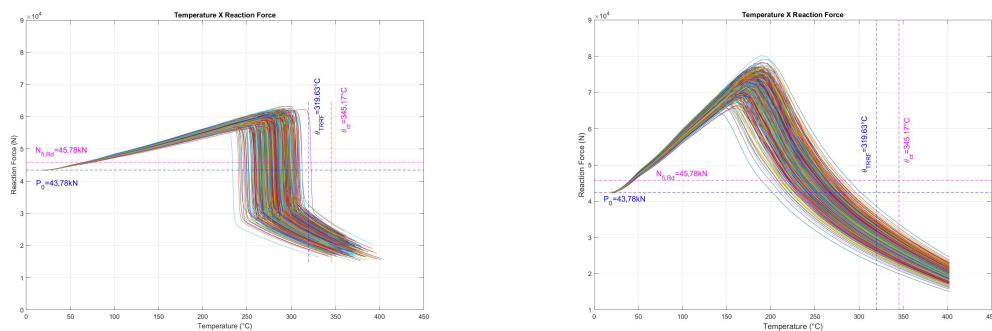 Temperature X Reaction Force
×10⁴
9
8
7
6
5
4
3
2
1
0
Reaction Force (N)
N_fi,Rd=45,78kN
P_0=43,78kN
θ_TRRF=319.63°C
θ_cr=345.17°C
0 50 100 150 200 250 300 350 400 450
Temperature (°C)
Temperature X Reaction Force
×10⁴
9
8
7
6
5
4
3
2
1
Reaction Force (N)
N_fi,Rd=45,78kN
P_0=43,78kN
θ_TRRF=319.63°C
θ_cr=345.17°C
0 50 100 150 200 250 300 350 400 450
Temperature (°C)